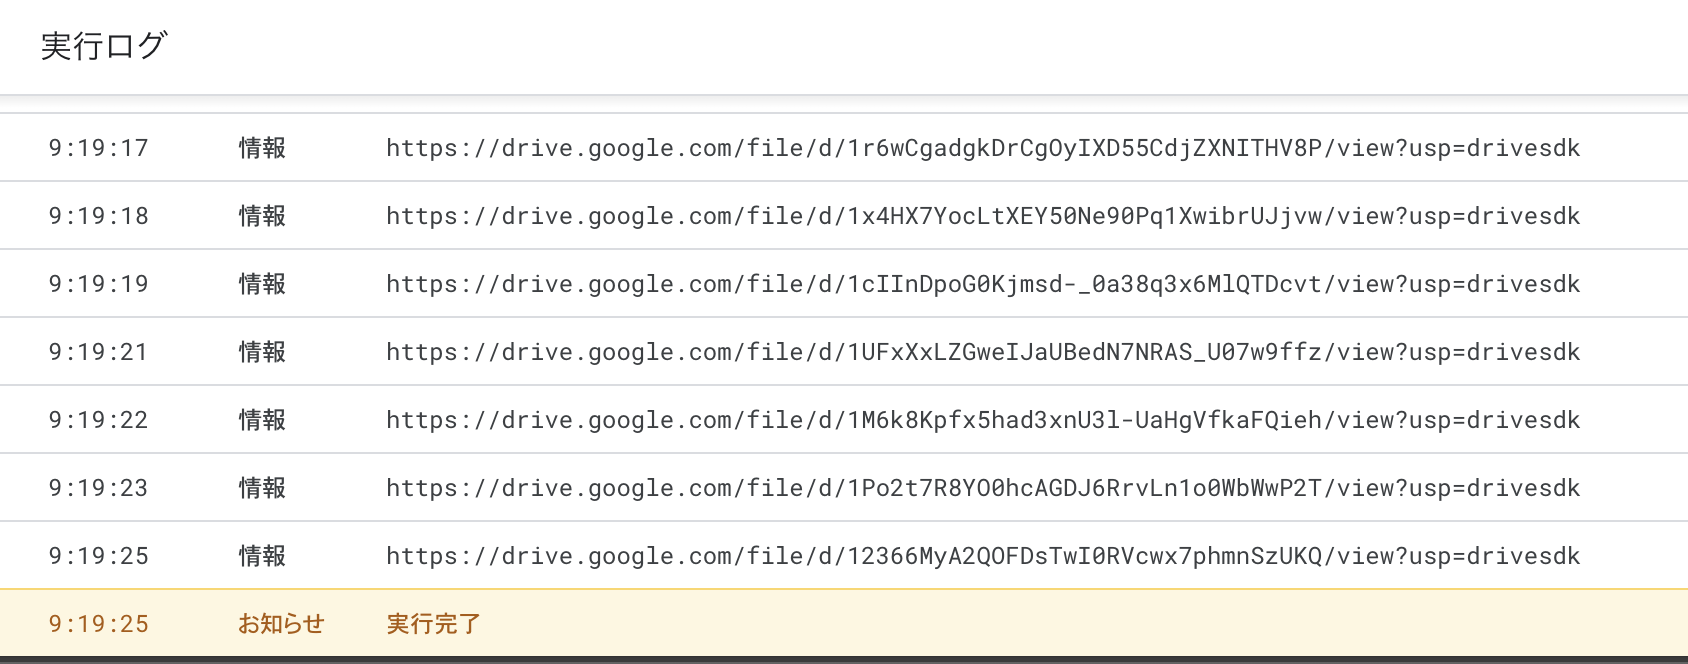 実行ログ
9:19:17 情報 https://drive.google.com/file/d/1r6wCgadgkDrCgOyIXD55CdjZXNITHV8P/view?usp=drivesdk
9:19:18 情報 https://drive.google.com/file/d/1x4HX7YocLtXEY50Ne90Pq1XwibrUJjvw/view?usp=drivesdk
9:19:19 情報 https://drive.google.com/file/d/1cIInDpoG0Kjmsd-_0a38q3x6MlQTDcvt/view?usp=drivesdk
9:19:21 情報 https://drive.google.com/file/d/1UFxXxLZGweIJaUBedN7NRAS_U07w9ffz/view?usp=drivesdk
9:19:22 情報 https://drive.google.com/file/d/1M6k8Kpfx5had3xnU3l-UaHgVfkaFQieh/view?usp=drivesdk
9:19:23 情報 https://drive.google.com/file/d/1Po2t7R8YO0hcAGDJ6RrvLn1o0WbWwP2T/view?usp=drivesdk
9:19:25 情報 https://drive.google.com/file/d/12366MyA2QOFDsTwI0RVcwx7phmnSzUKQ/view?usp=drivesdk
9:19:25 お知らせ 実行完了